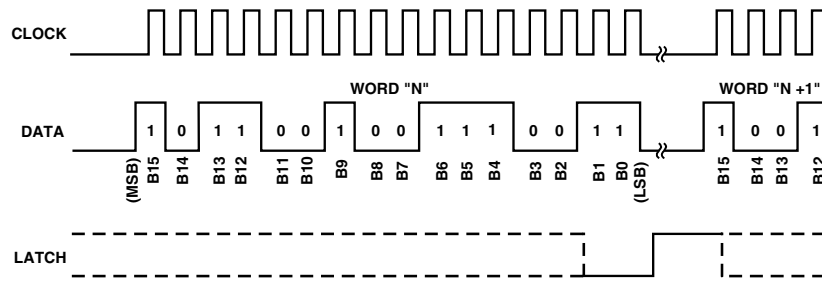 CLOCK
WORD "N"
WORD "N +1"
DATA
1 0 1 1 0 0 1 0 0 1 1 1 0 0 1 1 1 0 0 1
(MSB) B15 B14 B13 B12 B11 B10 B9 B8 B7 B6 B5 B4 B3 B2 B1 B0 (LSB) B15 B14 B13 B12
LATCH